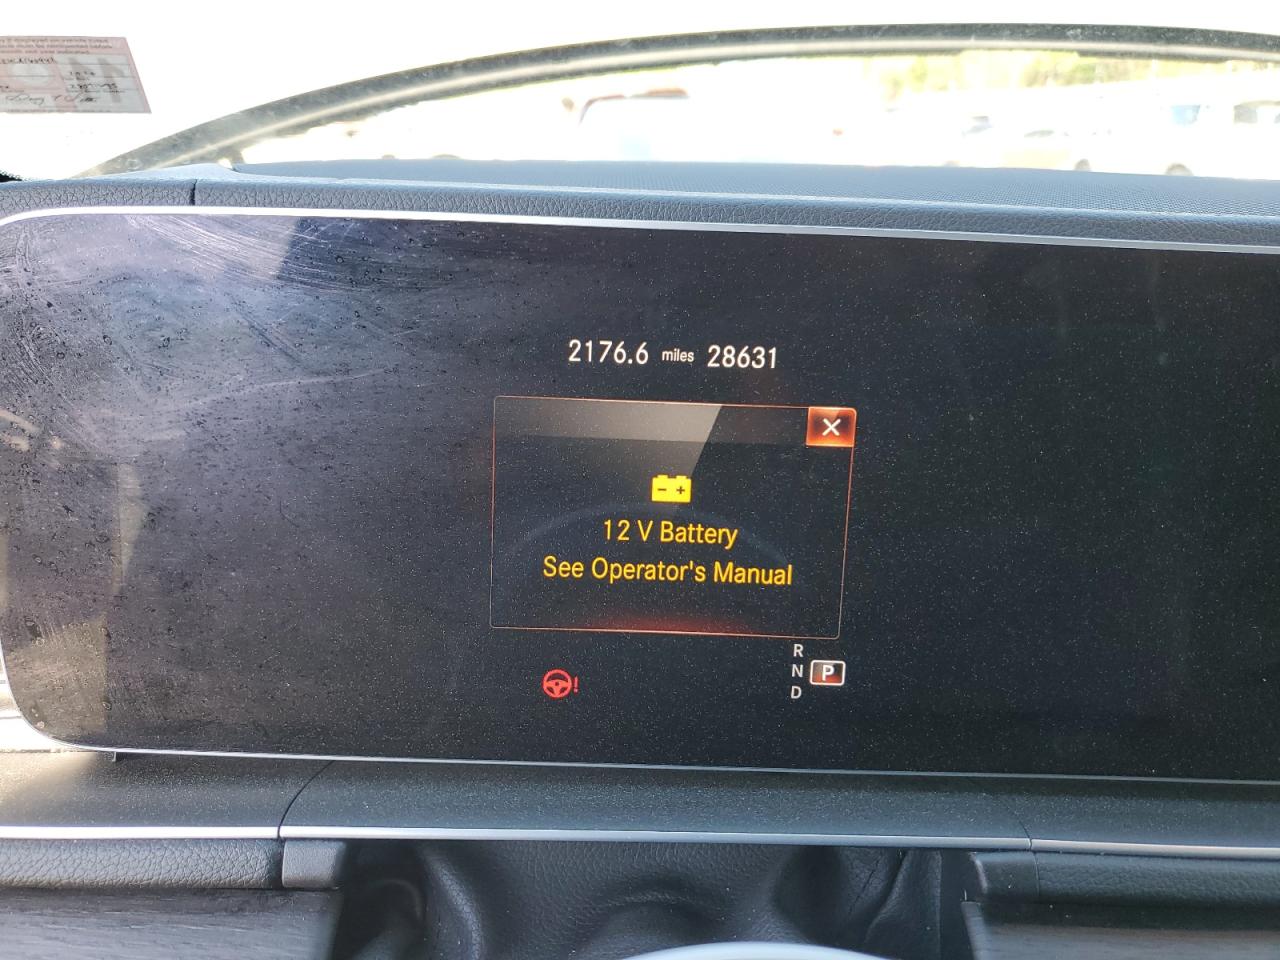 2176.6 miles 28631
12 V Battery
See Operator's Manual
R
N P
D